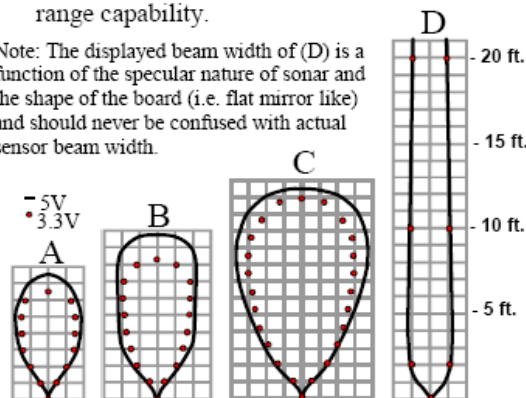 range capability.
Note: The displayed beam width of (D) is a
function of the specular nature of sonar and
the shape of the board (i.e. flat mirror like)
and should never be confused with actual
sensor beam width.
D
- 20 ft.
- 15 ft.
C
– 5V
• 3.3V
B
- 10 ft.
A
- 5 ft.